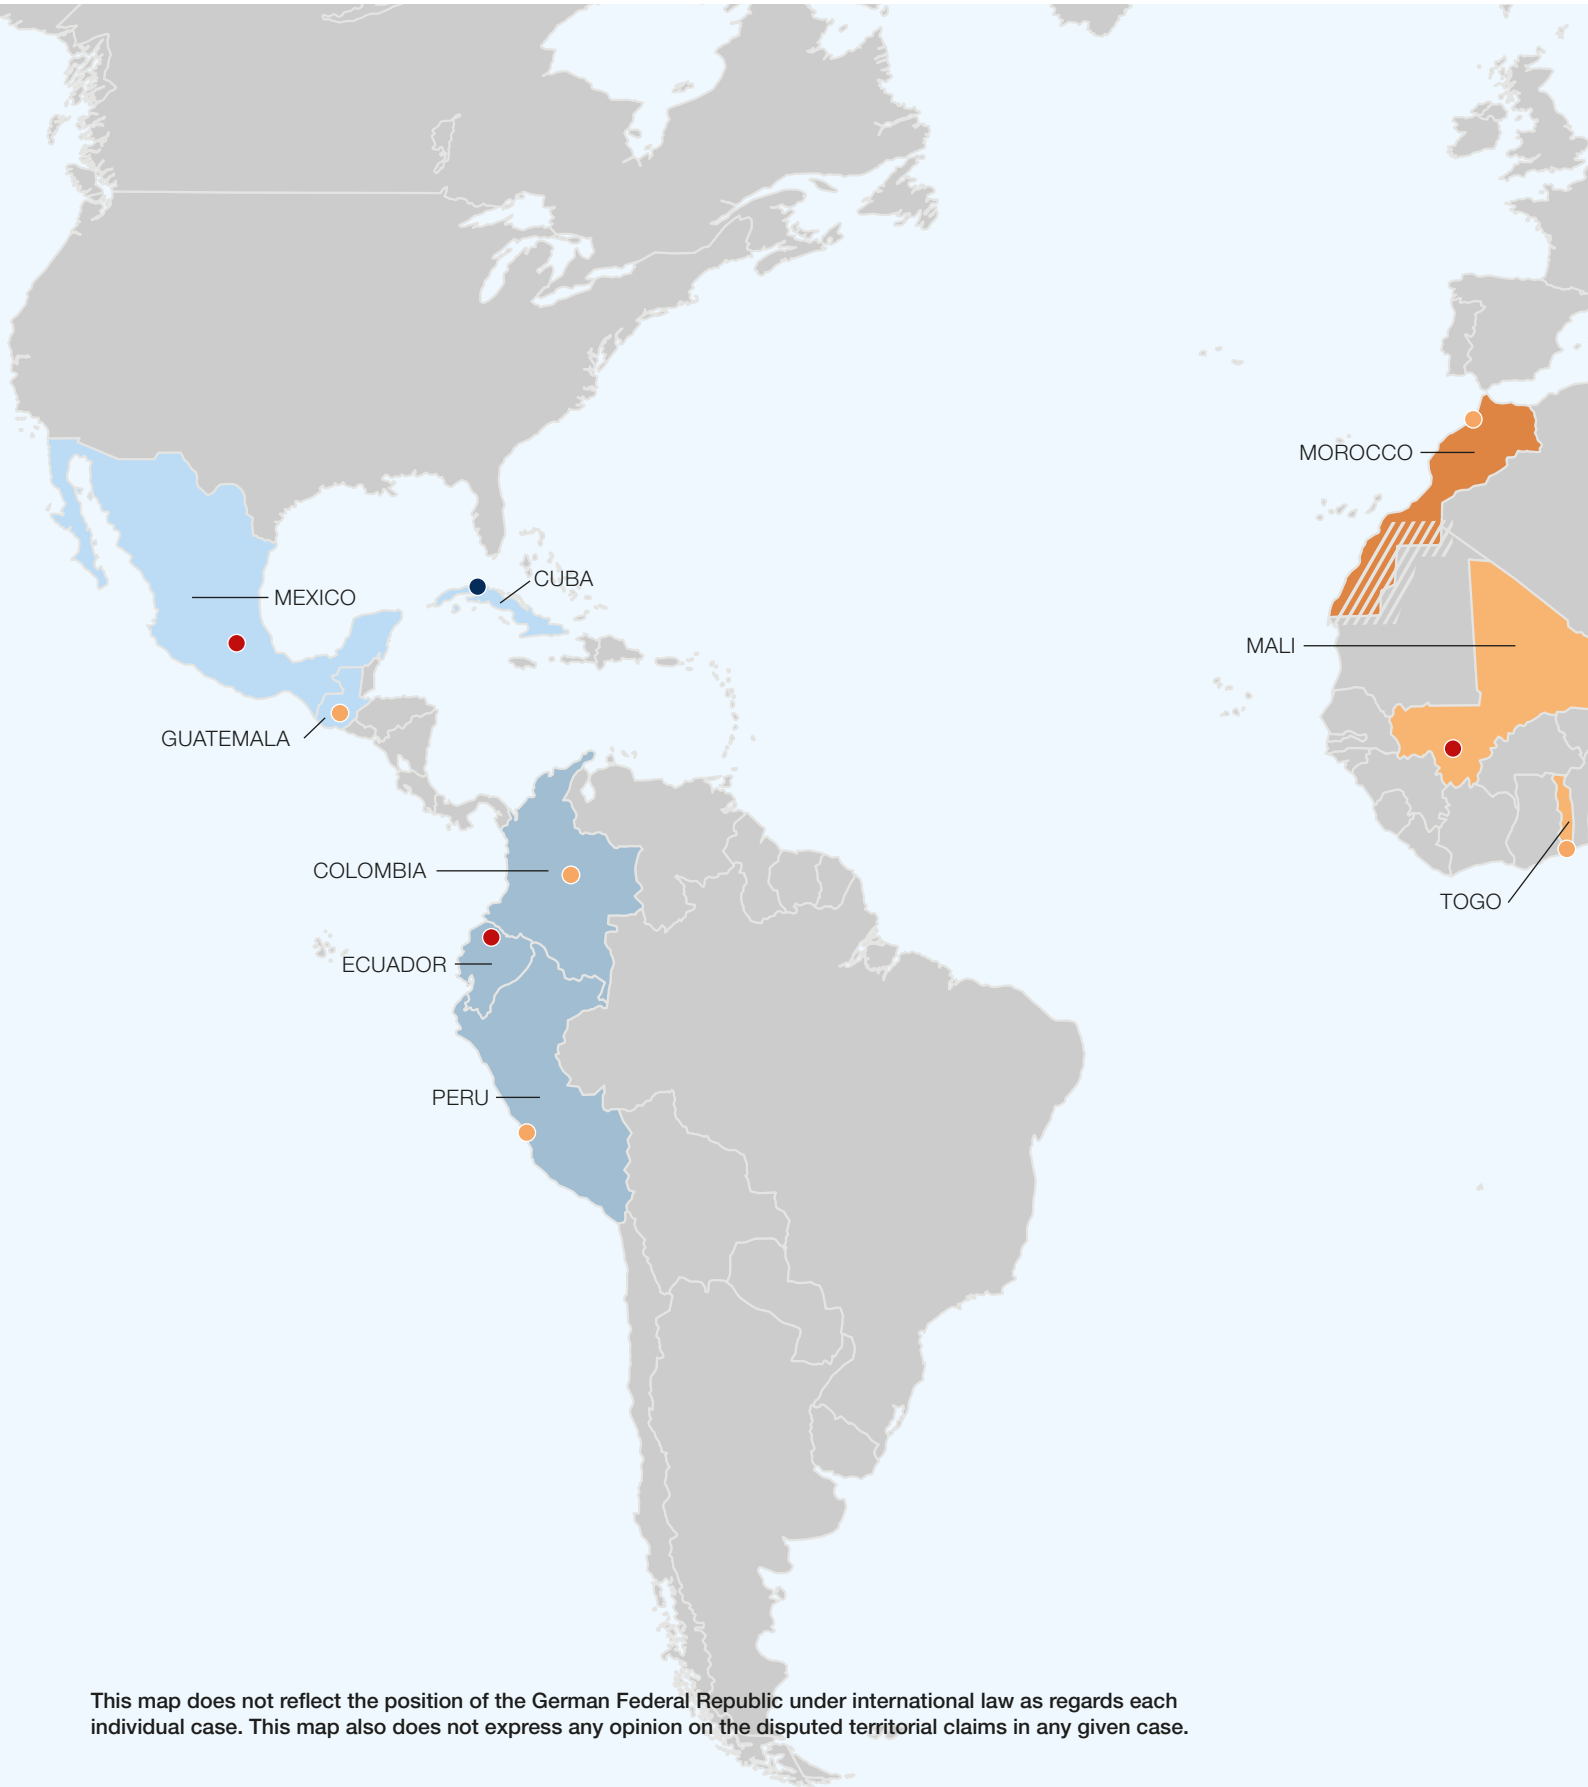 MOROCCO
CUBA
MEXICO
MALI
GUATEMALA
COLOMBIA
TOGO
ECUADOR
PERU
This map does not reflect the position of the German Federal Republic under international law as regards each
individual case. This map also does not express any opinion on the disputed territorial claims in any given case.